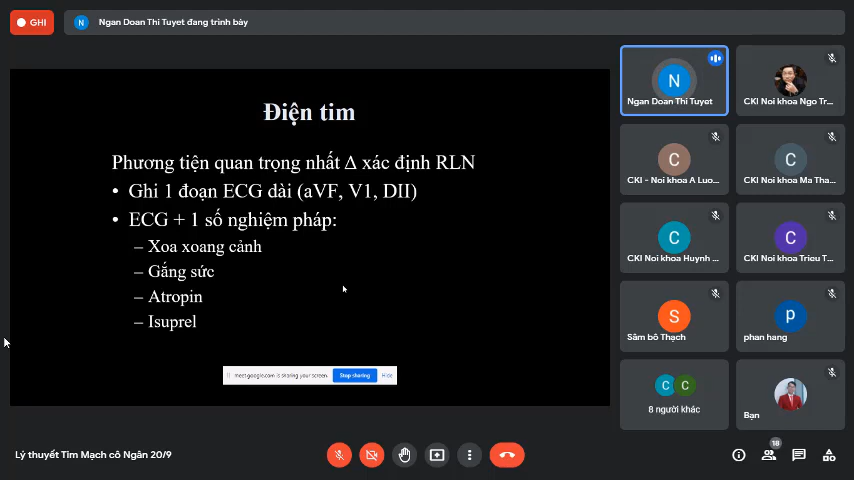 GHI
N
Ngan Doan Thi Tuyet đang trình bày
Điện tim
Phương tiện quan trọng nhất Δ xác định RLN
• Ghi 1 đoạn ECG dài (aVF, V1, DII)
• ECG + 1 số nghiệm pháp:
– Xoa xoang cảnh
– Gắng sức
– Atropin
– Isuprel
meet.google.com is sharing your screen.
Stop sharing
Hide
N
Ngan Doan Thi Tuyet
CKI Noi khoa Ngo Tr...
C
CKI - Noi khoa A Luo...
C
CKI Noi khoa Ma Tha...
C
CKI Noi khoa Huynh ...
C
CKI Noi khoa Trieu T...
S
Sâm bô Thạch
p
phan hang
C C
8 người khác
Bạn
Lý thuyết Tim Mạch cô Ngân 20/9
18